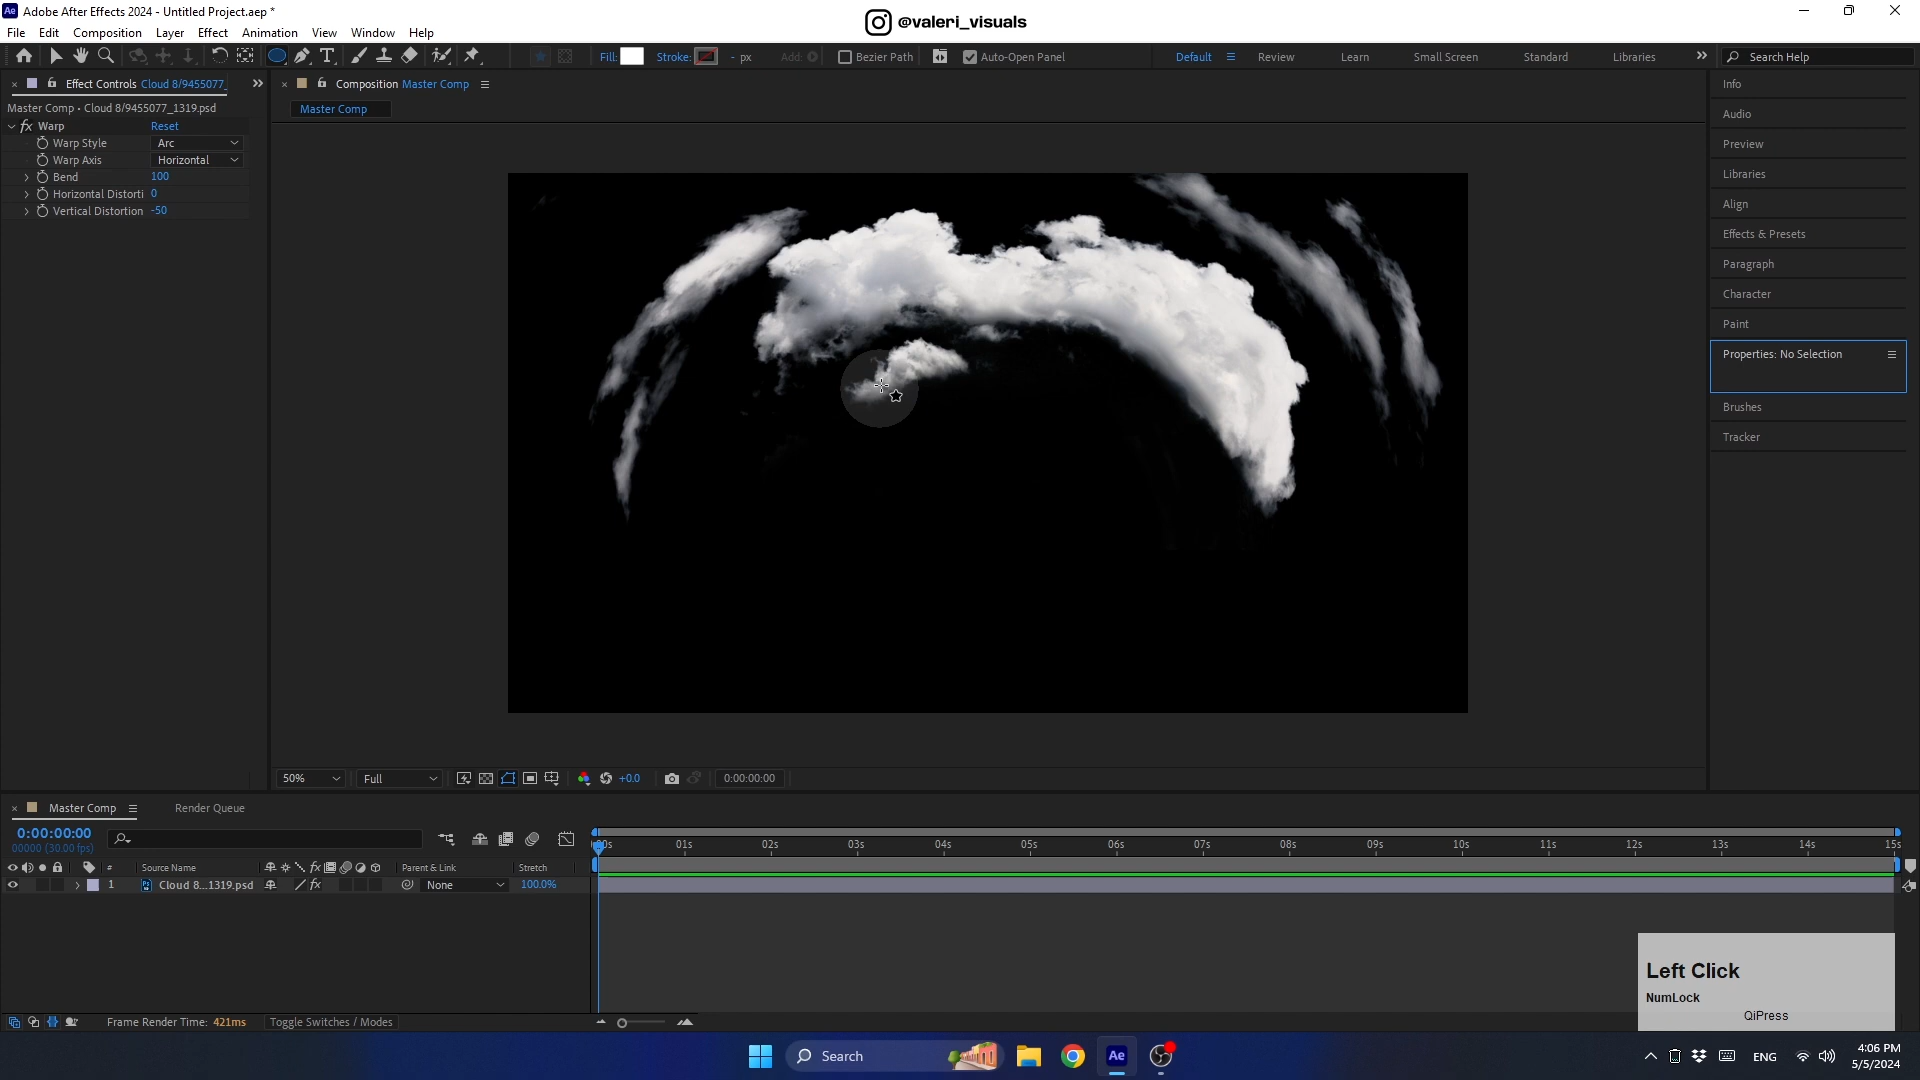 Adobe After Effects 2024 - Untitled Project.aep *
@valeri_visuals
File Edit Composition Layer Effect Animation View Window Help
Fill: Stroke: - px Add: Bezier Path Auto-Open Panel Default Review Learn Small Screen Standard Libraries Search Help
Effect Controls Cloud 8/9455077_
Composition Master Comp
Master Comp • Cloud 8/9455077_1319.psd
Master Comp
fx Warp Reset
Warp Style Arc
Warp Axis Horizontal
Bend 100
Horizontal Distorti 0
Vertical Distortion -50
Info
Audio
Preview
Libraries
Align
Effects & Presets
Paragraph
Character
Paint
Properties: No Selection
Brushes
Tracker
50% Full +0.0 0:00:00:00
Master Comp Render Queue
0:00:00:00
00000 (30.00 fps)
01s 02s 03s 04s 05s 06s 07s 08s 09s 10s 11s 12s 13s 14s 15s
# Source Name fx Parent & Link Stretch
1 Cloud 8...1319.psd fx None 100.0%
Left Click
NumLock
QiPress
Frame Render Time: 421ms Toggle Switches / Modes
Search
Ae
ENG
4:06 PM
5/5/2024